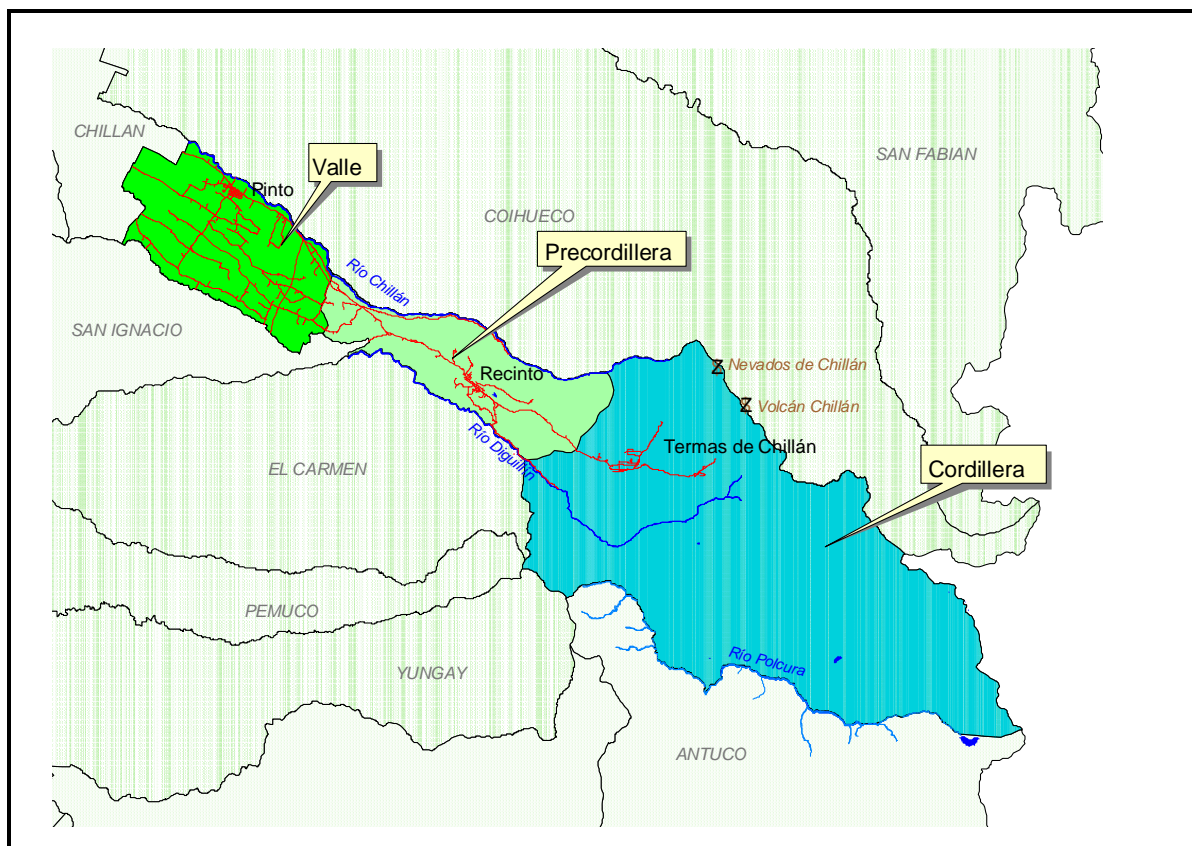 CHILLAN
Valle
SAN FABIAN
Pinto
COIHUECO
Precordillera
Río Chillán
SAN IGNACIO
Nevados de Chillán
Recinto
Volcán Chillán
Río Diguillín
Termas de Chillán
EL CARMEN
Cordillera
PEMUCO
Río Polcura
YUNGAY
ANTUCO